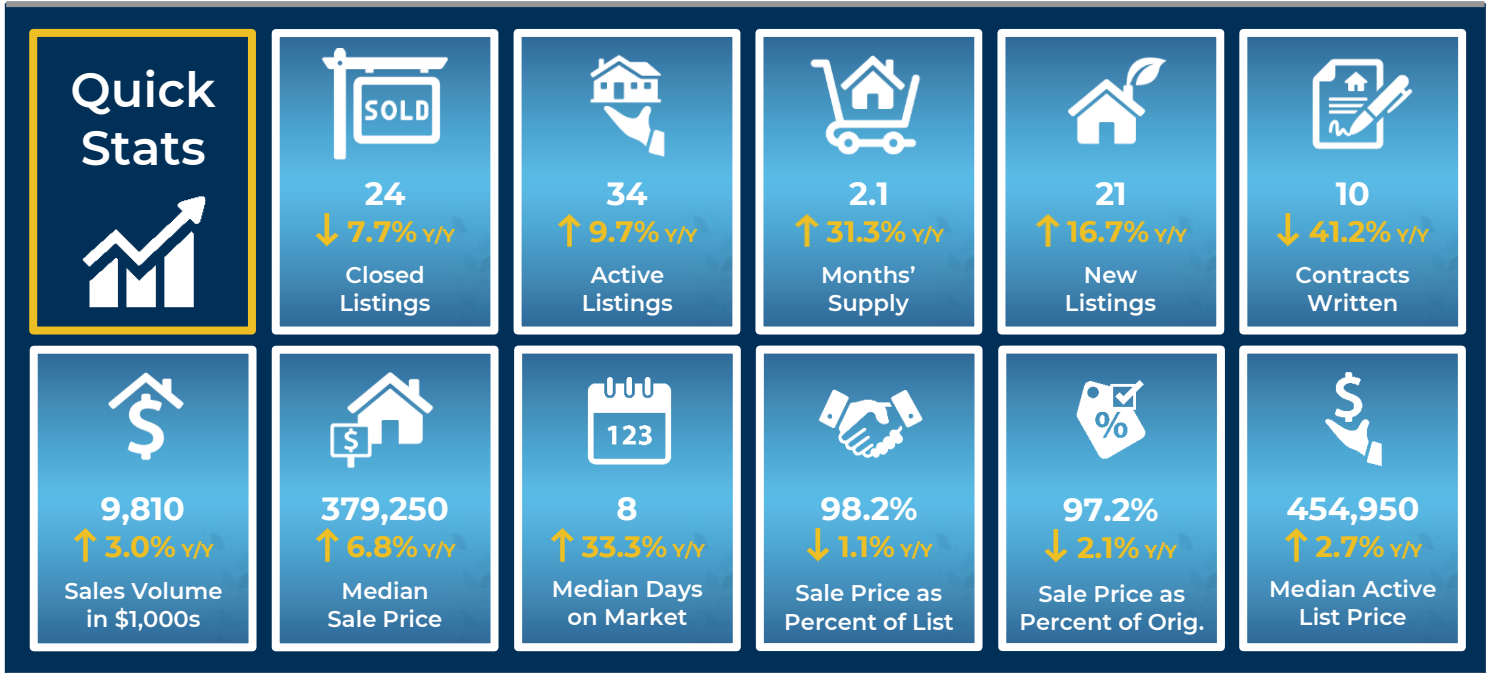 Quick
Stats
SOLD
24
↓ 7.7% Y/Y
Closed
Listings
34
↑ 9.7% Y/Y
Active
Listings
2.1
↑ 31.3% Y/Y
Months’
Supply
21
↑ 16.7% Y/Y
New
Listings
10
↓ 41.2% Y/Y
Contracts
Written
$
9,810
↑ 3.0% Y/Y
Sales Volume
in $1,000s
$
379,250
↑ 6.8% Y/Y
Median
Sale Price
123
8
↑ 33.3% Y/Y
Median Days
on Market
98.2%
↓ 1.1% Y/Y
Sale Price as
Percent of List
%
97.2%
↓ 2.1% Y/Y
Sale Price as
Percent of Orig.
$
454,950
↑ 2.7% Y/Y
Median Active
List Price